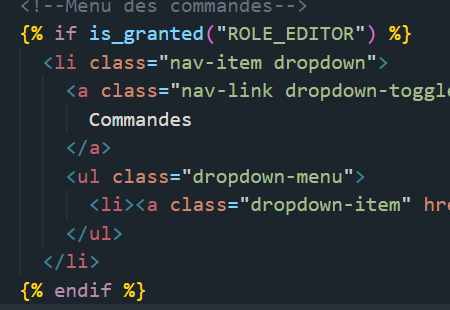 <!--Menu des commandes-->
{% if is_granted("ROLE_EDITOR") %}
<li class="nav-item dropdown">
<a class="nav-link dropdown-toggle
Commandes
</a>
<ul class="dropdown-menu">
<li><a class="dropdown-item" hre
</ul>
</li>
{% endif %}